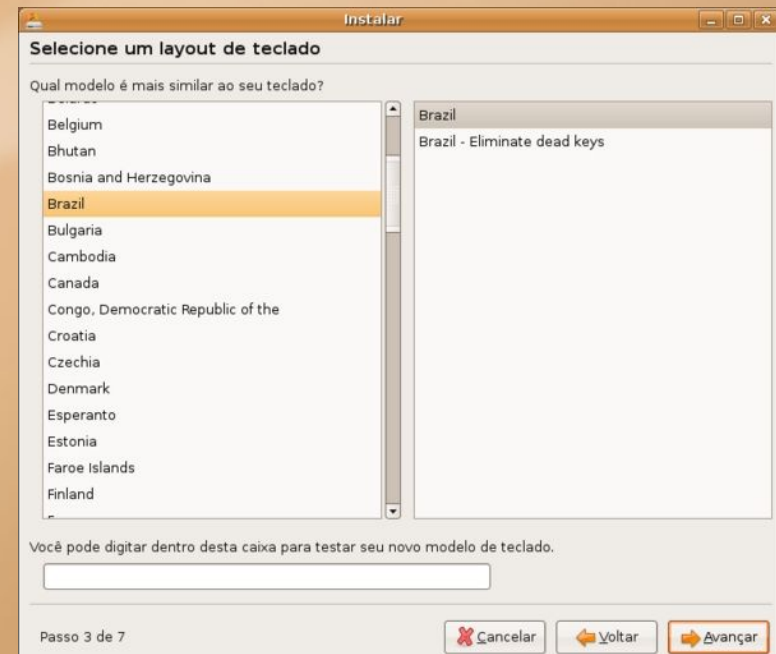 Instalar
Selecione um layout de teclado
Qual modelo é mais similar ao seu teclado?
Belgium
Bhutan
Bosnia and Herzegovina
Brazil
Bulgaria
Cambodia
Canada
Congo, Democratic Republic of the
Croatia
Czechia
Denmark
Esperanto
Estonia
Faroe Islands
Finland
Brazil
Brazil - Eliminate dead keys
Você pode digitar dentro desta caixa para testar seu novo modelo de teclado.
Passo 3 de 7
Cancelar
Voltar
Avançar